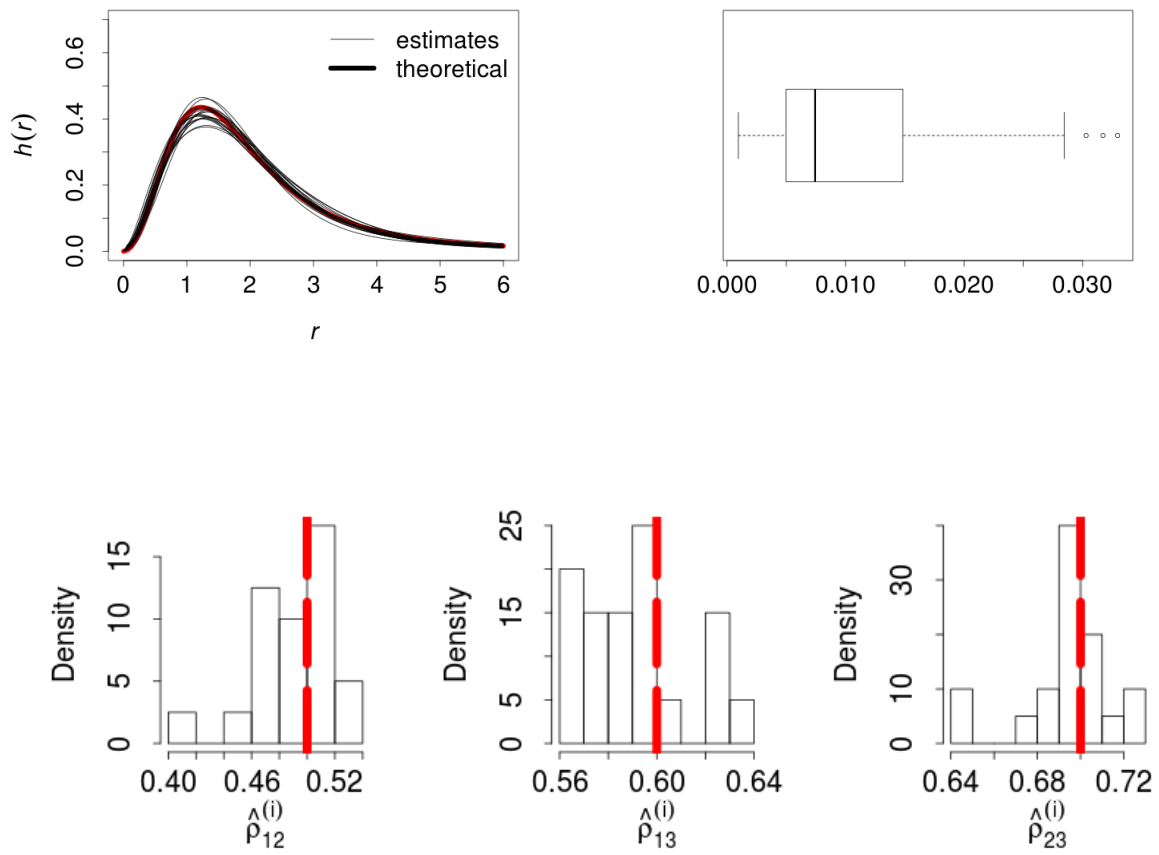 estimates
theoretical
h(r)
0.0 0.2 0.4 0.6
0 1 2 3 4 5 6
r
0.000 0.010 0.020 0.030
Density
0 5 10 15
0.40 0.46 0.52
ρ̂₁₂⁽ⁱ⁾
Density
0 5 15 25
0.56 0.60 0.64
ρ̂₁₃⁽ⁱ⁾
Density
0 10 30
0.64 0.68 0.72
ρ̂₂₃⁽ⁱ⁾